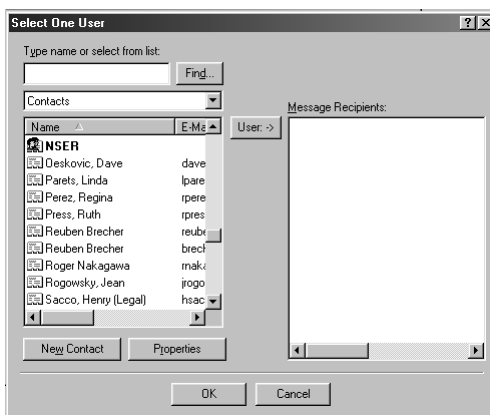 Select One User
Type name or select from list:
Find...
Contacts
Message Recipients:
Name E-Ma
User: ->
NSER
Oeskovic, Dave dave
Parets, Linda lpare
Perez, Regina rpere
Press, Ruth rpres
Reuben Brecher reube
Reuben Brecher brech
Roger Nakagawa rnaka
Rogowsky, Jean jrogo
Sacco, Henry (Legal) hsac
New Contact Properties
OK Cancel